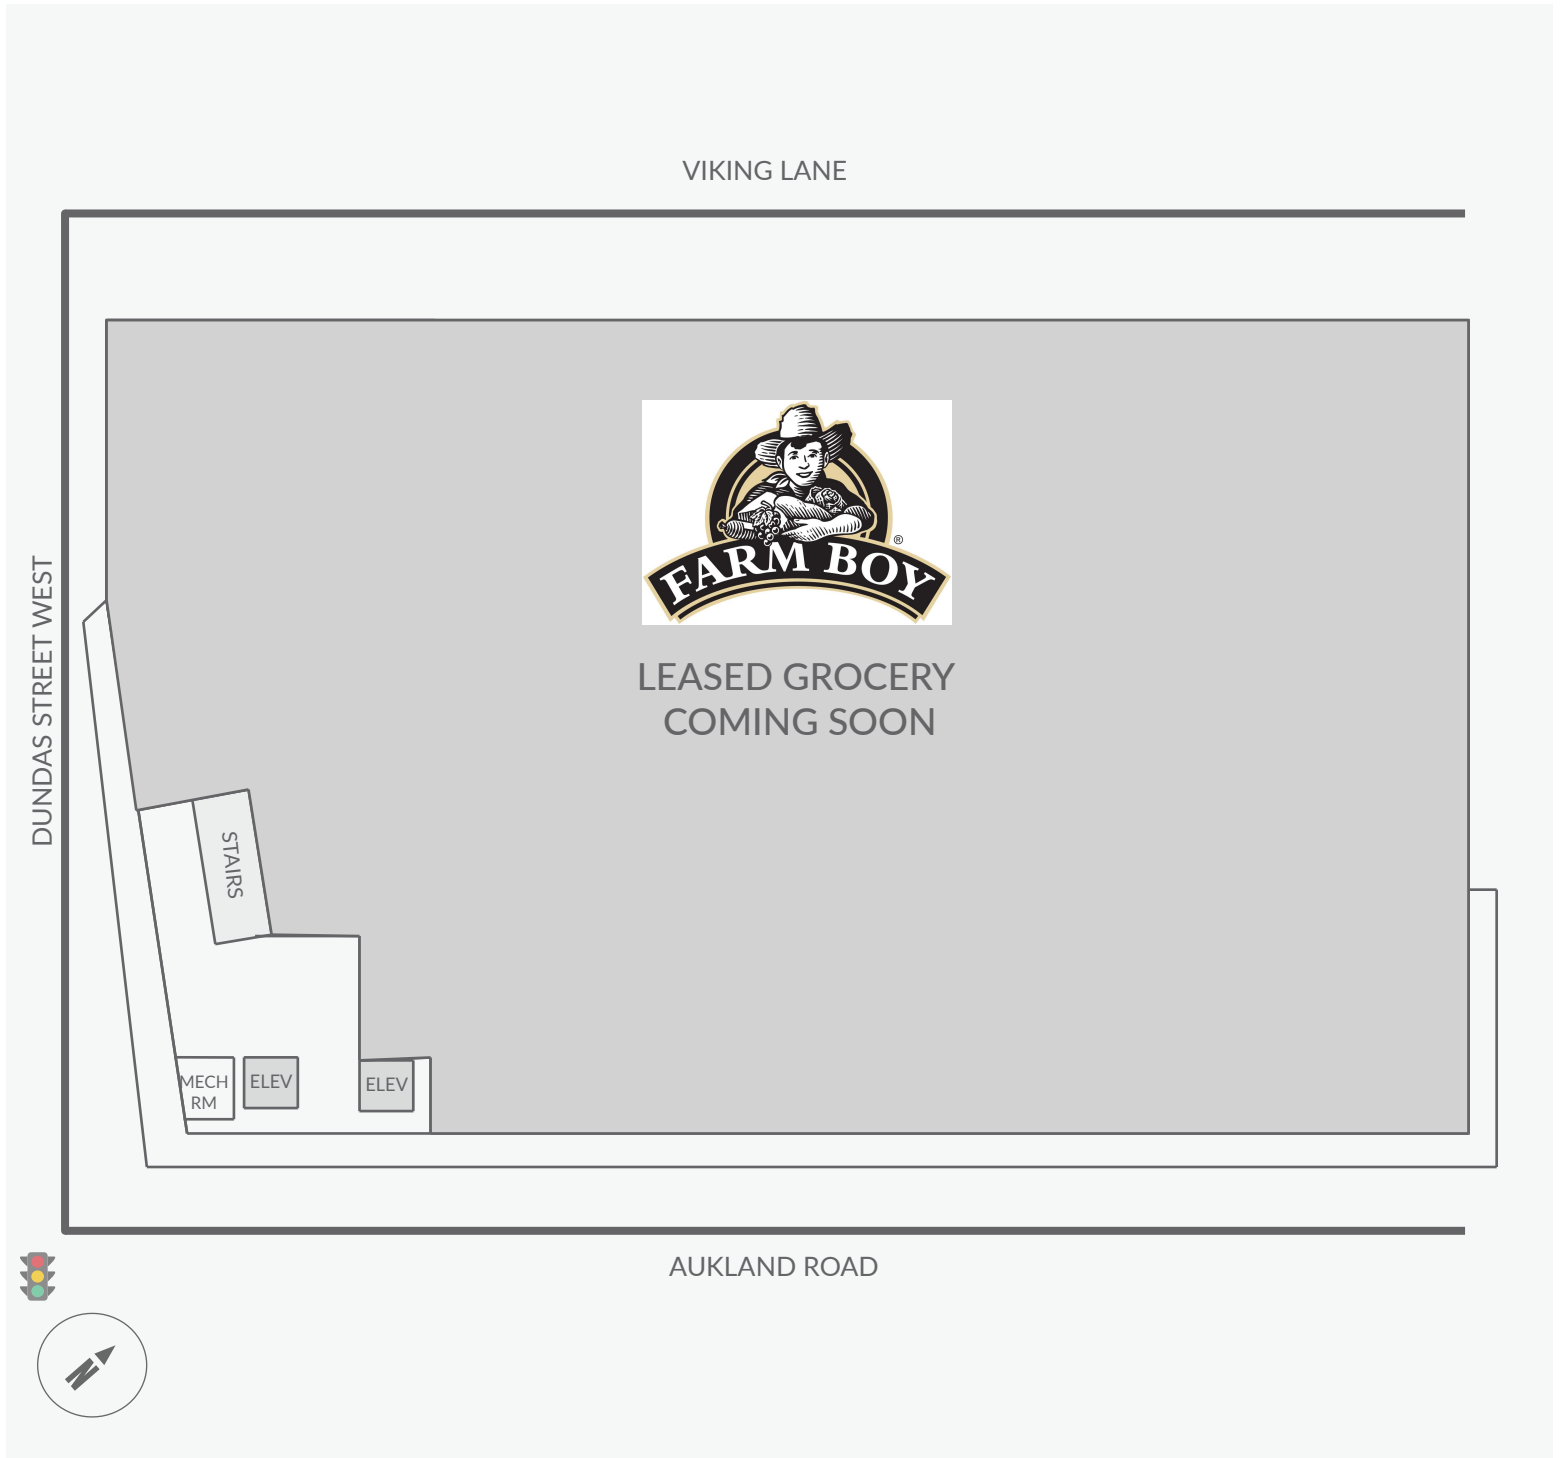 VIKING LANE
FARM BOY
®
LEASED GROCERY
COMING SOON
DUNDAS STREET WEST
STAIRS
MECH
RM
ELEV
ELEV
AUKLAND ROAD
N